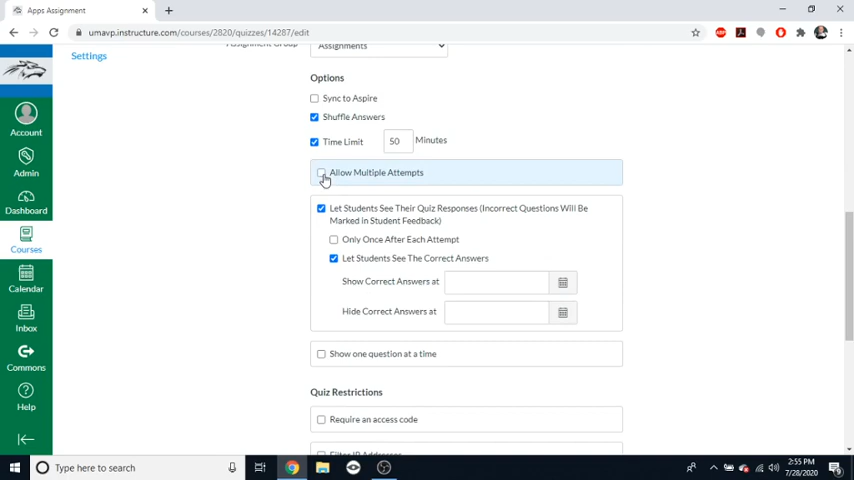 Apps Assignment
umavp.instructure.com/courses/2820/quizzes/14287/edit
Settings
Assignments
Options
Sync to Aspire
Shuffle Answers
Time Limit 50 Minutes
Allow Multiple Attempts
Let Students See Their Quiz Responses (Incorrect Questions Will Be
Marked in Student Feedback)
Only Once After Each Attempt
Let Students See The Correct Answers
Show Correct Answers at
Hide Correct Answers at
Show one question at a time
Quiz Restrictions
Require an access code
Account
Admin
Dashboard
Courses
Calendar
Inbox
Commons
Help
Type here to search
2:55 PM
7/28/2020